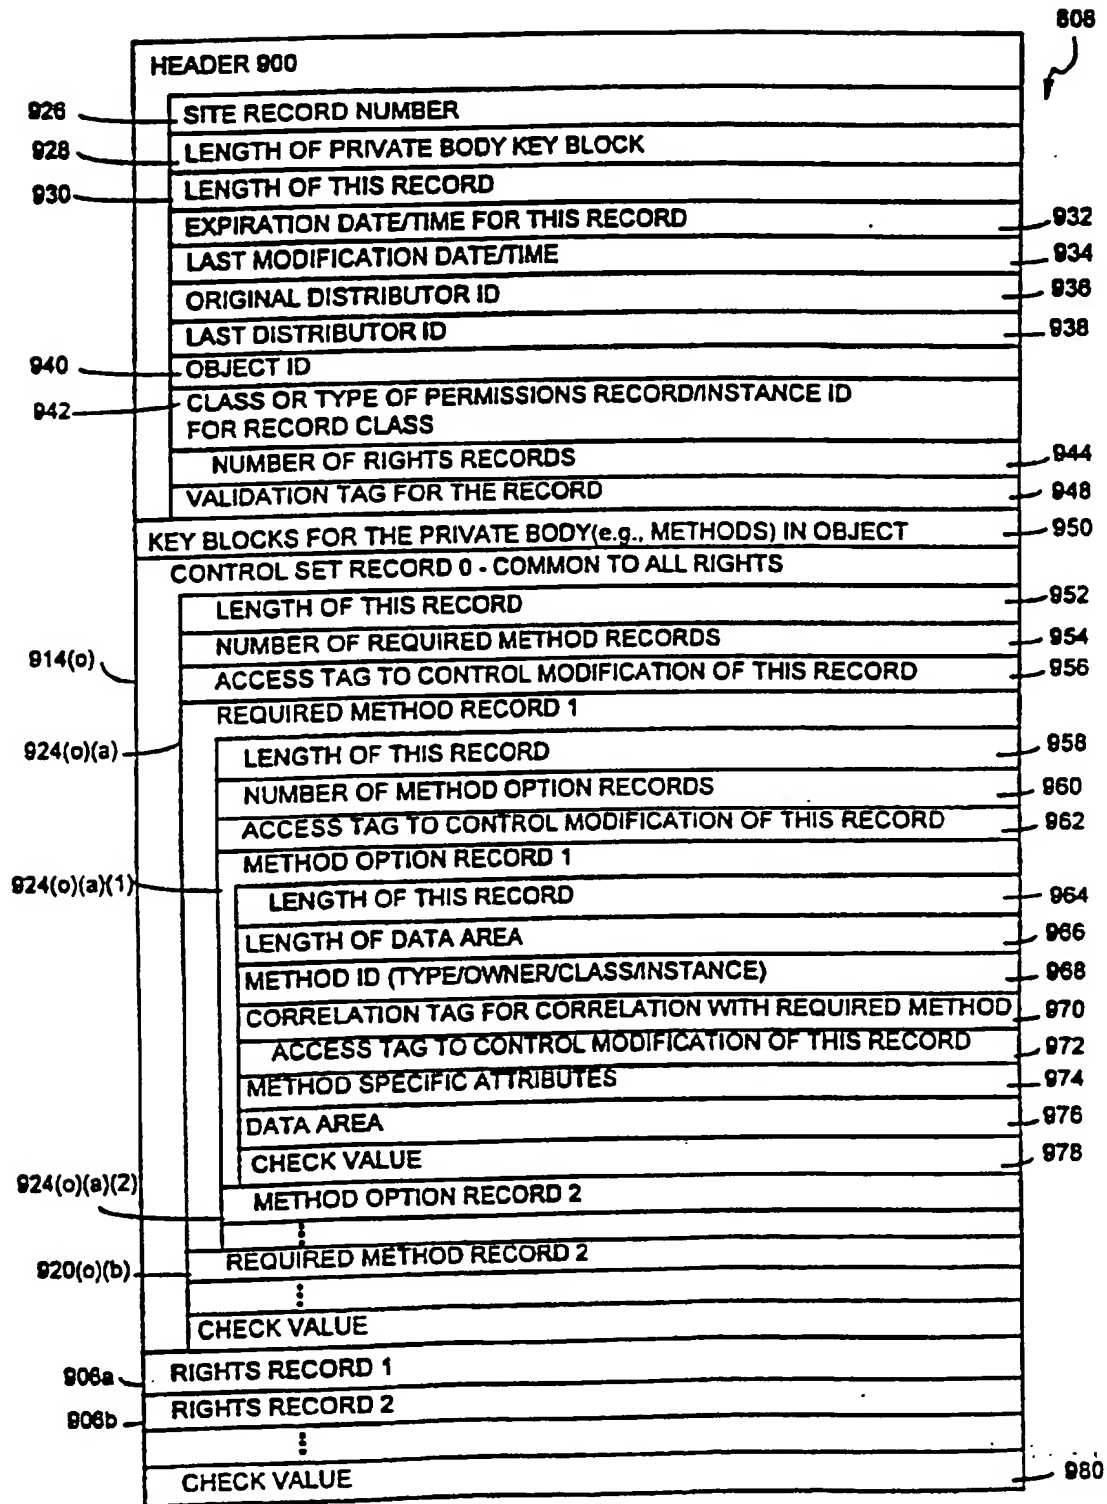 808
HEADER 900
926 SITE RECORD NUMBER
928 LENGTH OF PRIVATE BODY KEY BLOCK
930 LENGTH OF THIS RECORD
EXPIRATION DATE/TIME FOR THIS RECORD 932
LAST MODIFICATION DATE/TIME 934
ORIGINAL DISTRIBUTOR ID 936
LAST DISTRIBUTOR ID 938
940 OBJECT ID
942 CLASS OR TYPE OF PERMISSIONS RECORD/INSTANCE ID
FOR RECORD CLASS
NUMBER OF RIGHTS RECORDS 944
VALIDATION TAG FOR THE RECORD 948
KEY BLOCKS FOR THE PRIVATE BODY(e.g., METHODS) IN OBJECT 950
CONTROL SET RECORD 0 - COMMON TO ALL RIGHTS
LENGTH OF THIS RECORD 952
NUMBER OF REQUIRED METHOD RECORDS 954
914(o) ACCESS TAG TO CONTROL MODIFICATION OF THIS RECORD 956
REQUIRED METHOD RECORD 1
924(o)(a) LENGTH OF THIS RECORD 958
NUMBER OF METHOD OPTION RECORDS 960
ACCESS TAG TO CONTROL MODIFICATION OF THIS RECORD 962
METHOD OPTION RECORD 1
924(o)(a)(1) LENGTH OF THIS RECORD 964
LENGTH OF DATA AREA 966
METHOD ID (TYPE/OWNER/CLASS/INSTANCE) 968
CORRELATION TAG FOR CORRELATION WITH REQUIRED METHOD 970
ACCESS TAG TO CONTROL MODIFICATION OF THIS RECORD 972
METHOD SPECIFIC ATTRIBUTES 974
DATA AREA 976
CHECK VALUE 978
924(o)(a)(2) METHOD OPTION RECORD 2
920(o)(b) REQUIRED METHOD RECORD 2
CHECK VALUE
906a RIGHTS RECORD 1
906b RIGHTS RECORD 2
CHECK VALUE 980